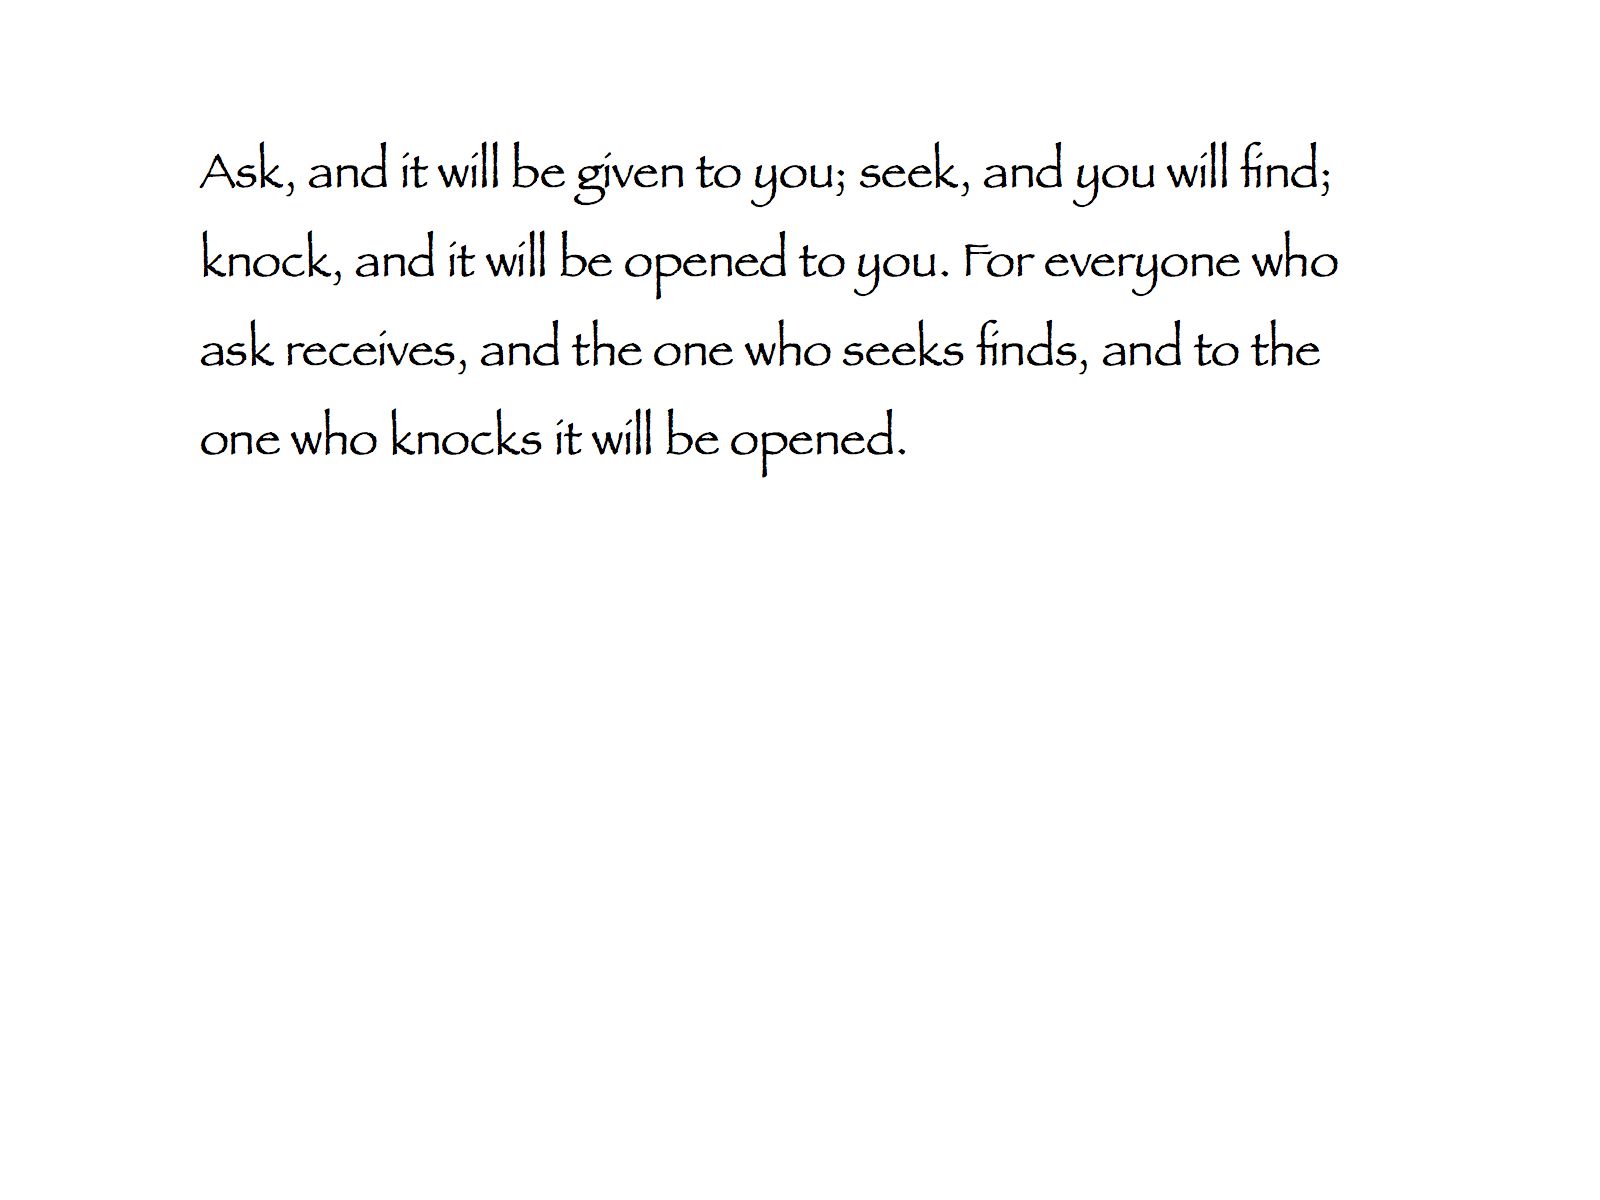 Ask, and it will be given to you; seek, and you will find;
knock, and it will be opened to you. For everyone who
ask receives, and the one who seeks finds, and to the
one who knocks it will be opened.